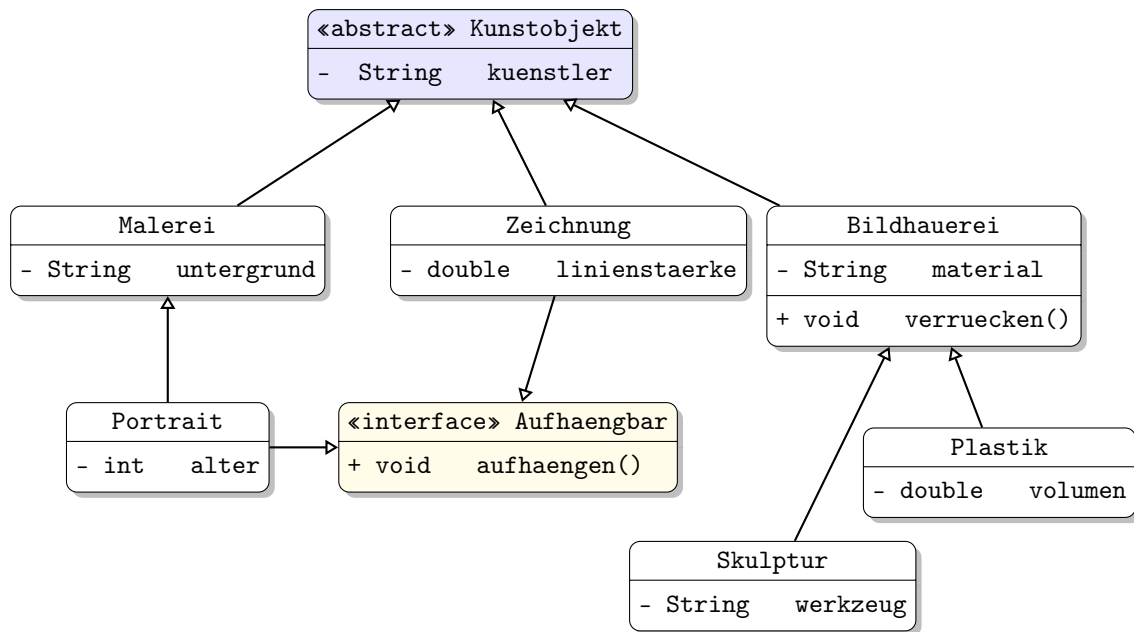 «abstract» Kunstobjekt
- String kuenstler
Malerei
- String untergrund
Zeichnung
- double linienstaerke
Bildhauerei
- String material
+ void verruecken()
Portrait
- int alter
«interface» Aufhaengbar
+ void aufhaengen()
Plastik
- double volumen
Skulptur
- String werkzeug